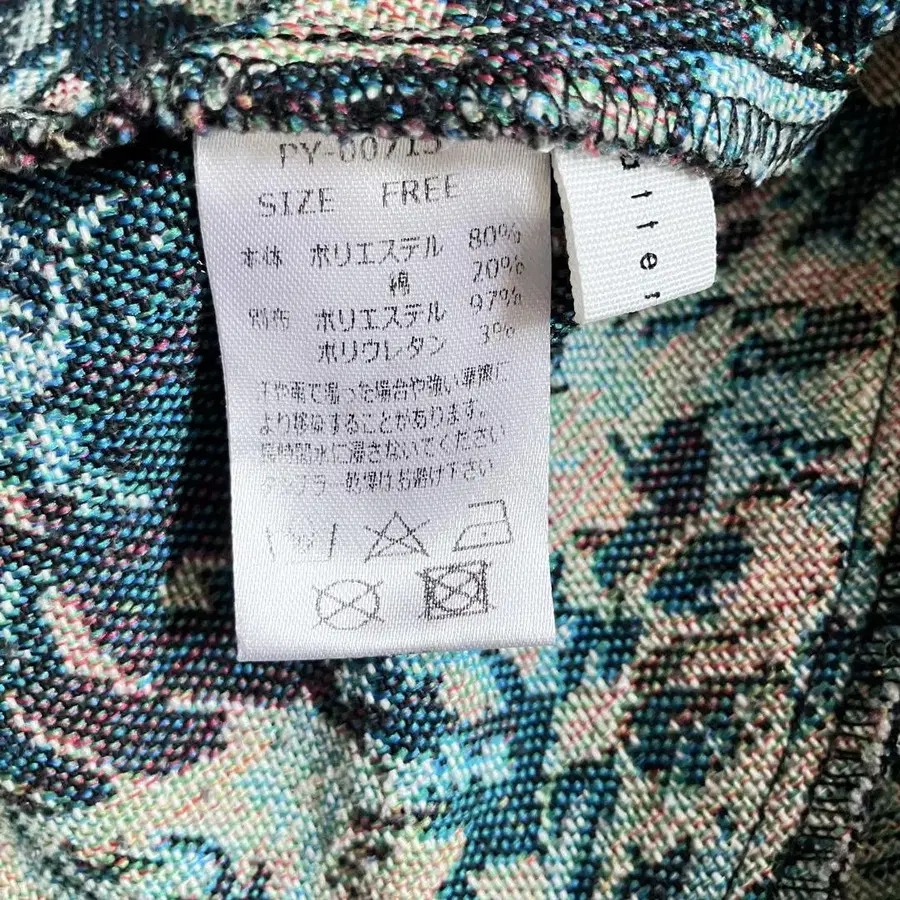 PY-60715
SIZE FREE
本体 ポリエステル 80%
綿 20%
別布 ポリエステル 97%
ポリウレタン 3%
汗や雨で湿った場合や強い摩擦に
より移染することがあります。
長時間水に浸さないでください
タンブラー乾燥はお避け下さい
atter